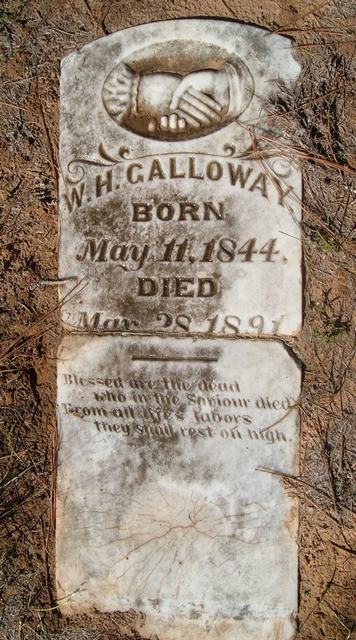 W. H. GALLOWAY
BORN
May, 11, 1844.
DIED
28, 1891
Blessed are the dead
who in the Saviour died
From all life's labors
they shall rest on high.